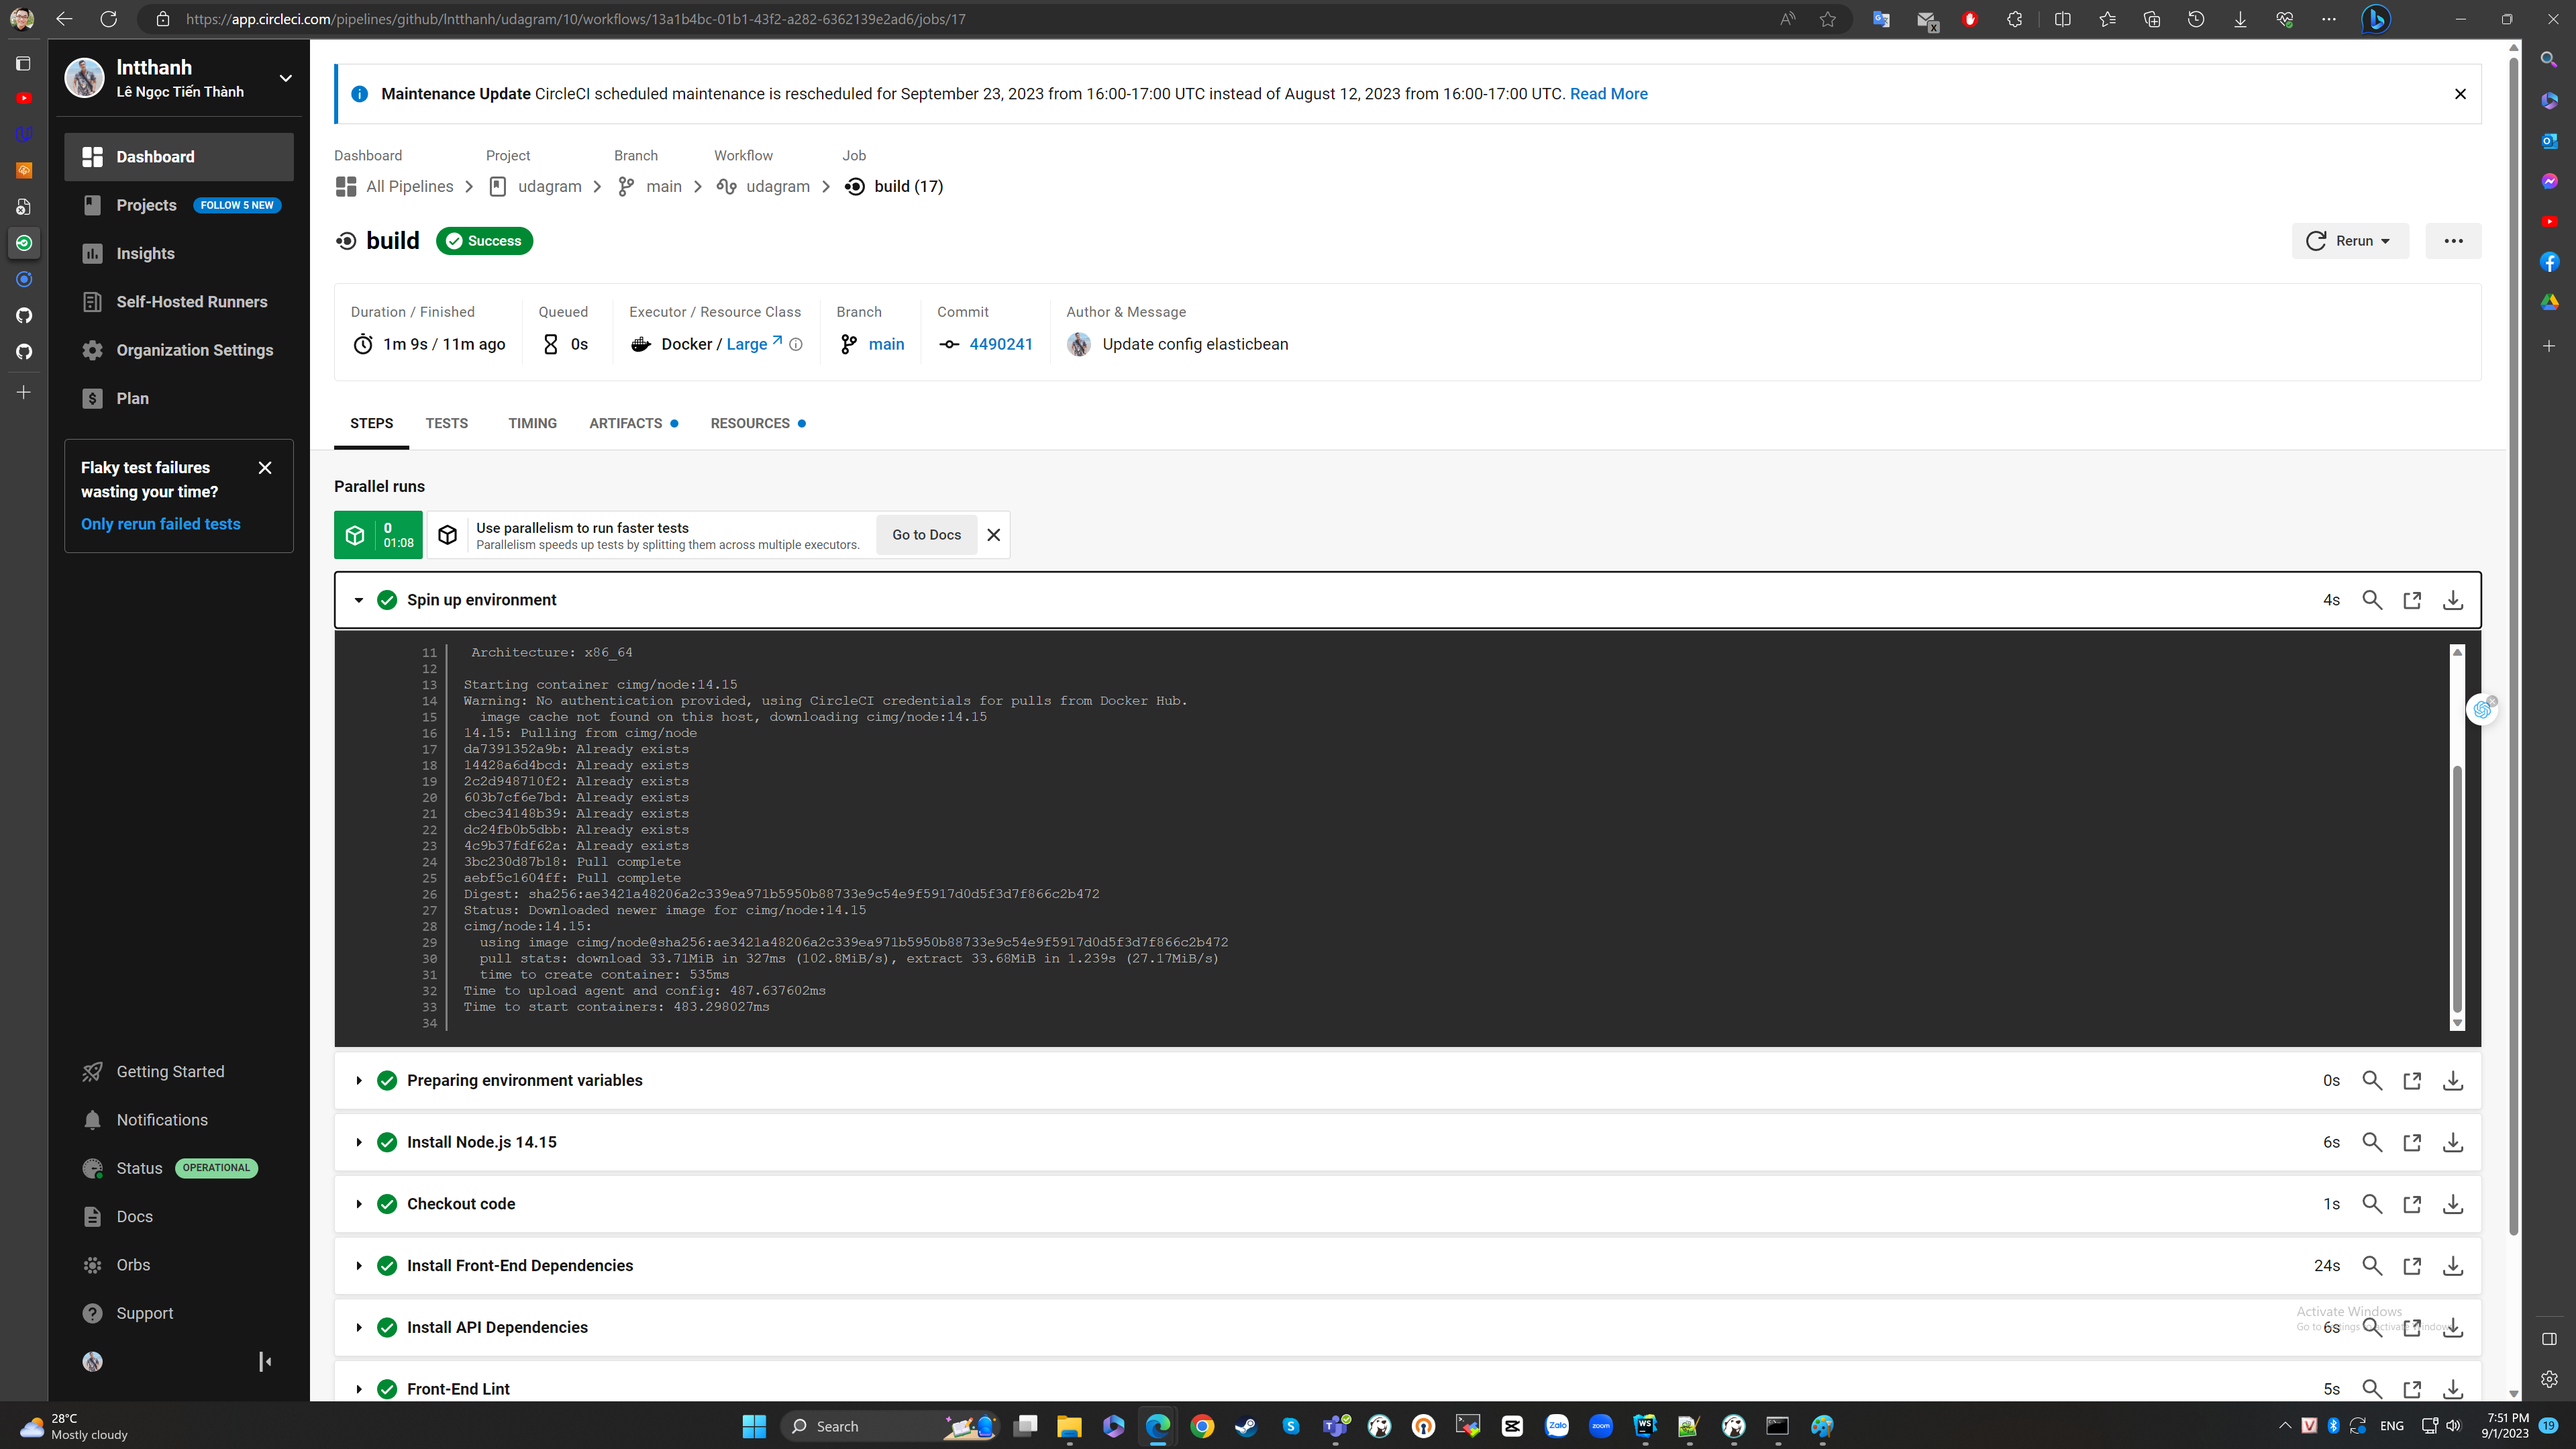 https://app.circleci.com/pipelines/github/lntthanh/udagram/10/workflows/13a1b4bc-01b1-43f2-a282-6362139e2ad6/jobs/17
lntthanh
Lê Ngọc Tiến Thành
Dashboard
Projects FOLLOW 5 NEW
Insights
Self-Hosted Runners
Organization Settings
Plan
Flaky test failures
wasting your time?
Only rerun failed tests
Getting Started
Notifications
Status OPERATIONAL
Docs
Orbs
Support
Maintenance Update CircleCI scheduled maintenance is rescheduled for September 23, 2023 from 16:00-17:00 UTC instead of August 12, 2023 from 16:00-17:00 UTC. Read More
Dashboard Project Branch Workflow Job
All Pipelines udagram main udagram build (17)
build Success
Rerun
Duration / Finished Queued Executor / Resource Class Branch Commit Author & Message
1m 9s / 11m ago 0s Docker / Large main 4490241 Update config elasticbean
STEPS TESTS TIMING ARTIFACTS RESOURCES
Parallel runs
0
01:08
Use parallelism to run faster tests
Parallelism speeds up tests by splitting them across multiple executors.
Go to Docs
Spin up environment 4s
11 Architecture: x86_64
12
13 Starting container cimg/node:14.15
14 Warning: No authentication provided, using CircleCI credentials for pulls from Docker Hub.
15 image cache not found on this host, downloading cimg/node:14.15
16 14.15: Pulling from cimg/node
17 da7391352a9b: Already exists
18 14428a6d4bcd: Already exists
19 2c2d948710f2: Already exists
20 603b7cf6e7bd: Already exists
21 cbec34148b39: Already exists
22 dc24fb0b5dbb: Already exists
23 4c9b37fdf62a: Already exists
24 3bc230d87b18: Pull complete
25 aebf5c1604ff: Pull complete
26 Digest: sha256:ae3421a48206a2c339ea971b5950b88733e9c54e9f5917d0d5f3d7f866c2b472
27 Status: Downloaded newer image for cimg/node:14.15
28 cimg/node:14.15:
29 using image cimg/node@sha256:ae3421a48206a2c339ea971b5950b88733e9c54e9f5917d0d5f3d7f866c2b472
30 pull stats: download 33.71MiB in 327ms (102.8MiB/s), extract 33.68MiB in 1.239s (27.17MiB/s)
31 time to create container: 535ms
32 Time to upload agent and config: 487.637602ms
33 Time to start containers: 483.298027ms
34
Preparing environment variables 0s
Install Node.js 14.15 6s
Checkout code 1s
Install Front-End Dependencies 24s
Activate Windows
Install API Dependencies 6s
Front-End Lint 5s
28°C
Mostly cloudy
Search
Zalo
zoom
ENG
7:51 PM
9/1/2023
19